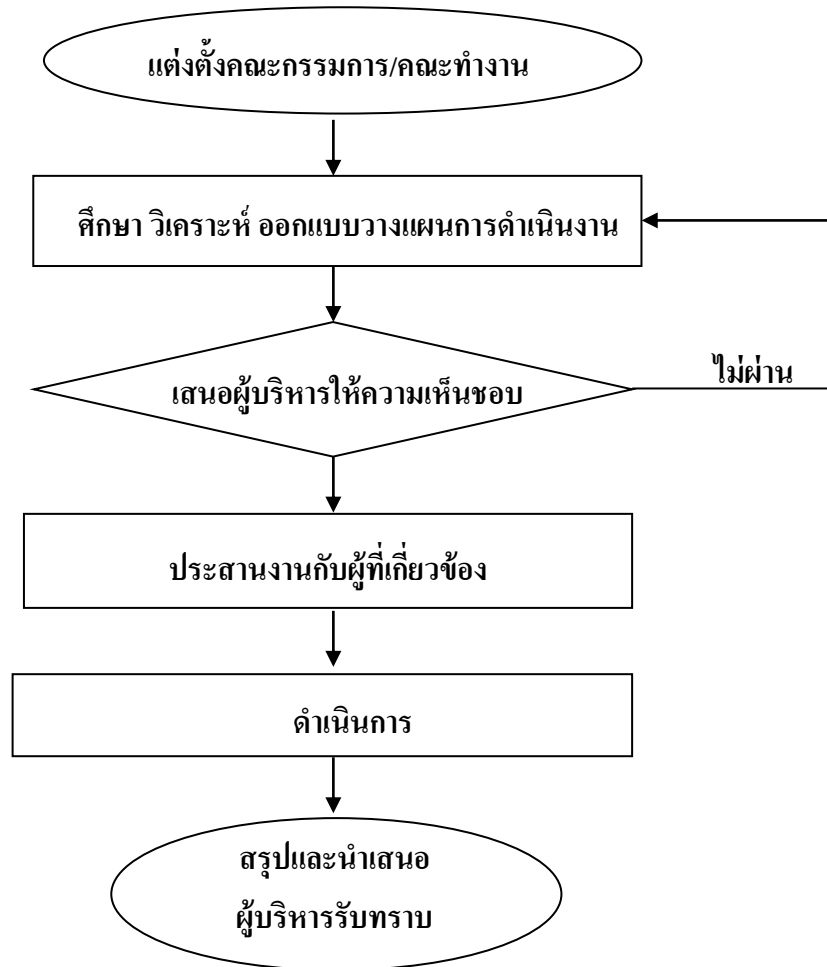 แต่งตั้งคณะกรรมการ/คณะทำงาน
ศึกษา วิเคราะห์ ออกแบบวางแผนการดำเนินงาน
เสนอผู้บริหารให้ความเห็นชอบ
ไม่ผ่าน
ประสานงานกับผู้ที่เกี่ยวข้อง
ดำเนินการ
สรุปและนำเสนอ
ผู้บริหารรับทราบ